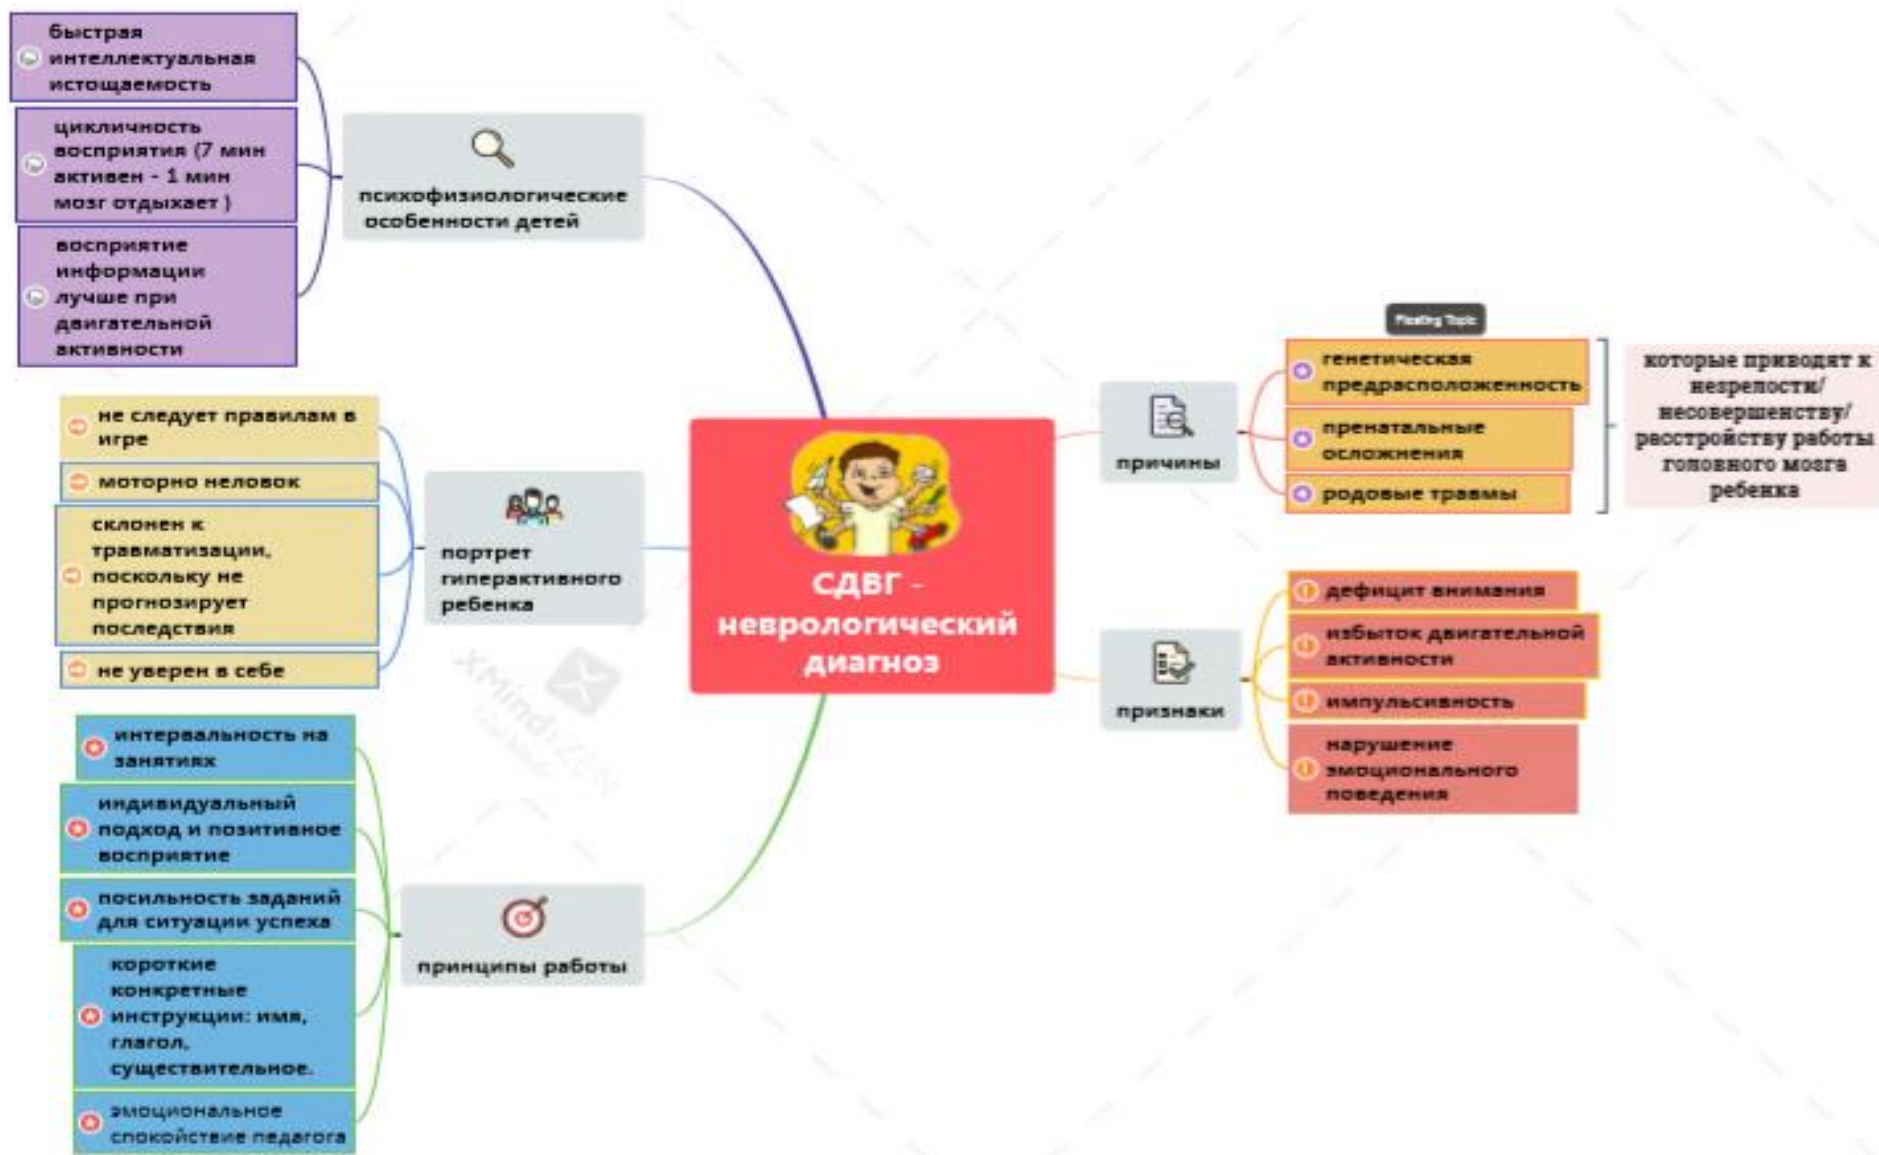 быстрая
интеллектуальная
истощаемость
цикличность
восприятия (7 мин
активен - 1 мин
мозг отдыхает )
восприятие
информации
лучше при
двигательной
активности
психофизиологические
особенности детей
не следует правилам в
игре
моторно неловок
склонен к
травматизации,
поскольку не
прогнозирует
последствия
не уверен в себе
портрет
гиперактивного
ребенка
интервальность на
занятиях
индивидуальный
подход и позитивное
восприятие
посильность заданий
для ситуации успеха
короткие
конкретные
инструкции: имя,
глагол,
существительное.
эмоциональное
спокойствие педагога
принципы работы
СДВГ -
неврологический
диагноз
причины
Floating Topic
генетическая
предрасположенность
пренатальные
осложнения
родовые травмы
которые приводят к
незрелости/
несовершенству/
расстройству работы
головного мозга
ребенка
признаки
дефицит внимания
избыток двигательной
активности
импульсивность
нарушение
эмоционального
поведения
XMind:ZEN
Trial Mode